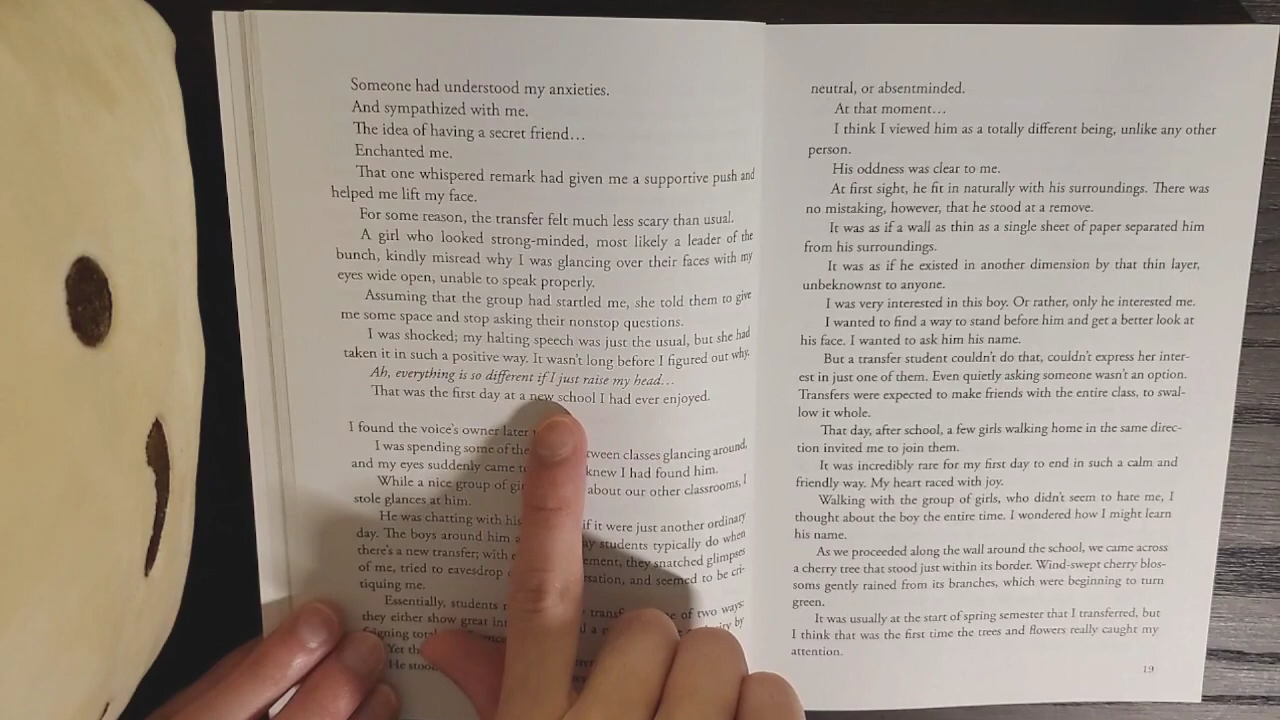 Someone had understood my anxieties.
And sympathized with me.
The idea of having a secret friend…
Enchanted me.
That one whispered remark had given me a supportive push and
helped me lift my face.
For some reason, the transfer felt much less scary than usual.
A girl who looked strong-minded, most likely a leader of the
bunch, kindly misread why I was glancing over their faces with my
eyes wide open, unable to speak properly.
Assuming that the group had startled me, she told them to give
me some space and stop asking their nonstop questions.
I was shocked; my halting speech was just the usual, but she had
taken it in such a positive way. It wasn't long before I figured out why.
Ah, everything is so different if I just raise my head…
That was the first day at a new school I had ever enjoyed.
I found the voice's owner later
I was spending some of the tween classes glancing around,
and my eyes suddenly came knew I had found him.
While a nice group of about our other classrooms, I
stole glances at him.
He was chatting with his if it were just another ordinary
day. The boys around him students typically do when
there's a new transfer; with ement, they snatched glimpses
of me, tried to eavesdrop and seemed to be cri-
tiquing me.
Essentially, students of two ways:
they either show great
by
Yet
He
neutral, or absentminded.
At that moment…
I think I viewed him as a totally different being, unlike any other
person.
His oddness was clear to me.
At first sight, he fit in naturally with his surroundings. There was
no mistaking, however, that he stood at a remove.
It was as if a wall as thin as a single sheet of paper separated him
from his surroundings.
It was as if he existed in another dimension by that thin layer,
unbeknownst to anyone.
I was very interested in this boy. Or rather, only he interested me.
I wanted to find a way to stand before him and get a better look at
his face. I wanted to ask him his name.
But a transfer student couldn't do that, couldn't express her inter-
est in just one of them. Even quietly asking someone wasn't an option.
Transfers were expected to make friends with the entire class, to swal-
low it whole.
That day, after school, a few girls walking home in the same direc-
tion invited me to join them.
It was incredibly rare for my first day to end in such a calm and
friendly way. My heart raced with joy.
Walking with the group of girls, who didn't seem to hate me, I
thought about the boy the entire time. I wondered how I might learn
his name.
As we proceeded along the wall around the school, we came across
a cherry tree that stood just within its border. Wind-swept cherry blos-
soms gently rained from its branches, which were beginning to turn
green.
It was usually at the start of spring semester that I transferred, but
I think that was the first time the trees and flowers really caught my
attention.
19